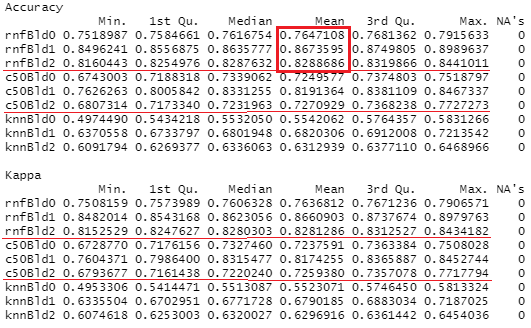 Accuracy
Min. 1st Qu. Median Mean 3rd Qu. Max. NA's
rnfBld0 0.7518987 0.7584661 0.7616754 0.7647108 0.7681362 0.7915633 0
rnfBld1 0.8496241 0.8556875 0.8635777 0.8673595 0.8749805 0.8989637 0
rnfBld2 0.8160443 0.8254976 0.8287632 0.8288686 0.8319866 0.8441011 0
c50Bld0 0.6743003 0.7188318 0.7339062 0.7249577 0.7374803 0.7518797 0
c50Bld1 0.7626263 0.8005842 0.8331255 0.8191364 0.8381109 0.8467337 0
c50Bld2 0.6807314 0.7173340 0.7231963 0.7270929 0.7368238 0.7727273 0
knnBld0 0.4974490 0.5434218 0.5532050 0.5542062 0.5764357 0.5831266 0
knnBld1 0.6370558 0.6733797 0.6801948 0.6820306 0.6912008 0.7213542 0
knnBld2 0.6091794 0.6269377 0.6336063 0.6312939 0.6377110 0.6468966 0
Kappa
Min. 1st Qu. Median Mean 3rd Qu. Max. NA's
rnfBld0 0.7508159 0.7573989 0.7606328 0.7636812 0.7671236 0.7906571 0
rnfBld1 0.8482014 0.8543168 0.8623056 0.8660903 0.8737674 0.8979763 0
rnfBld2 0.8152529 0.8247627 0.8280303 0.8281286 0.8312527 0.8434182 0
c50Bld0 0.6728770 0.7176156 0.7327460 0.7237591 0.7363384 0.7508028 0
c50Bld1 0.7604371 0.7986400 0.8315477 0.8174255 0.8365887 0.8452744 0
c50Bld2 0.6793677 0.7161438 0.7220240 0.7259380 0.7357078 0.7717794 0
knnBld0 0.4953306 0.5414471 0.5513087 0.5523071 0.5746450 0.5813324 0
knnBld1 0.6335504 0.6702951 0.6771728 0.6790185 0.6883034 0.7187025 0
knnBld2 0.6074618 0.6253003 0.6320027 0.6296916 0.6361442 0.6454036 0